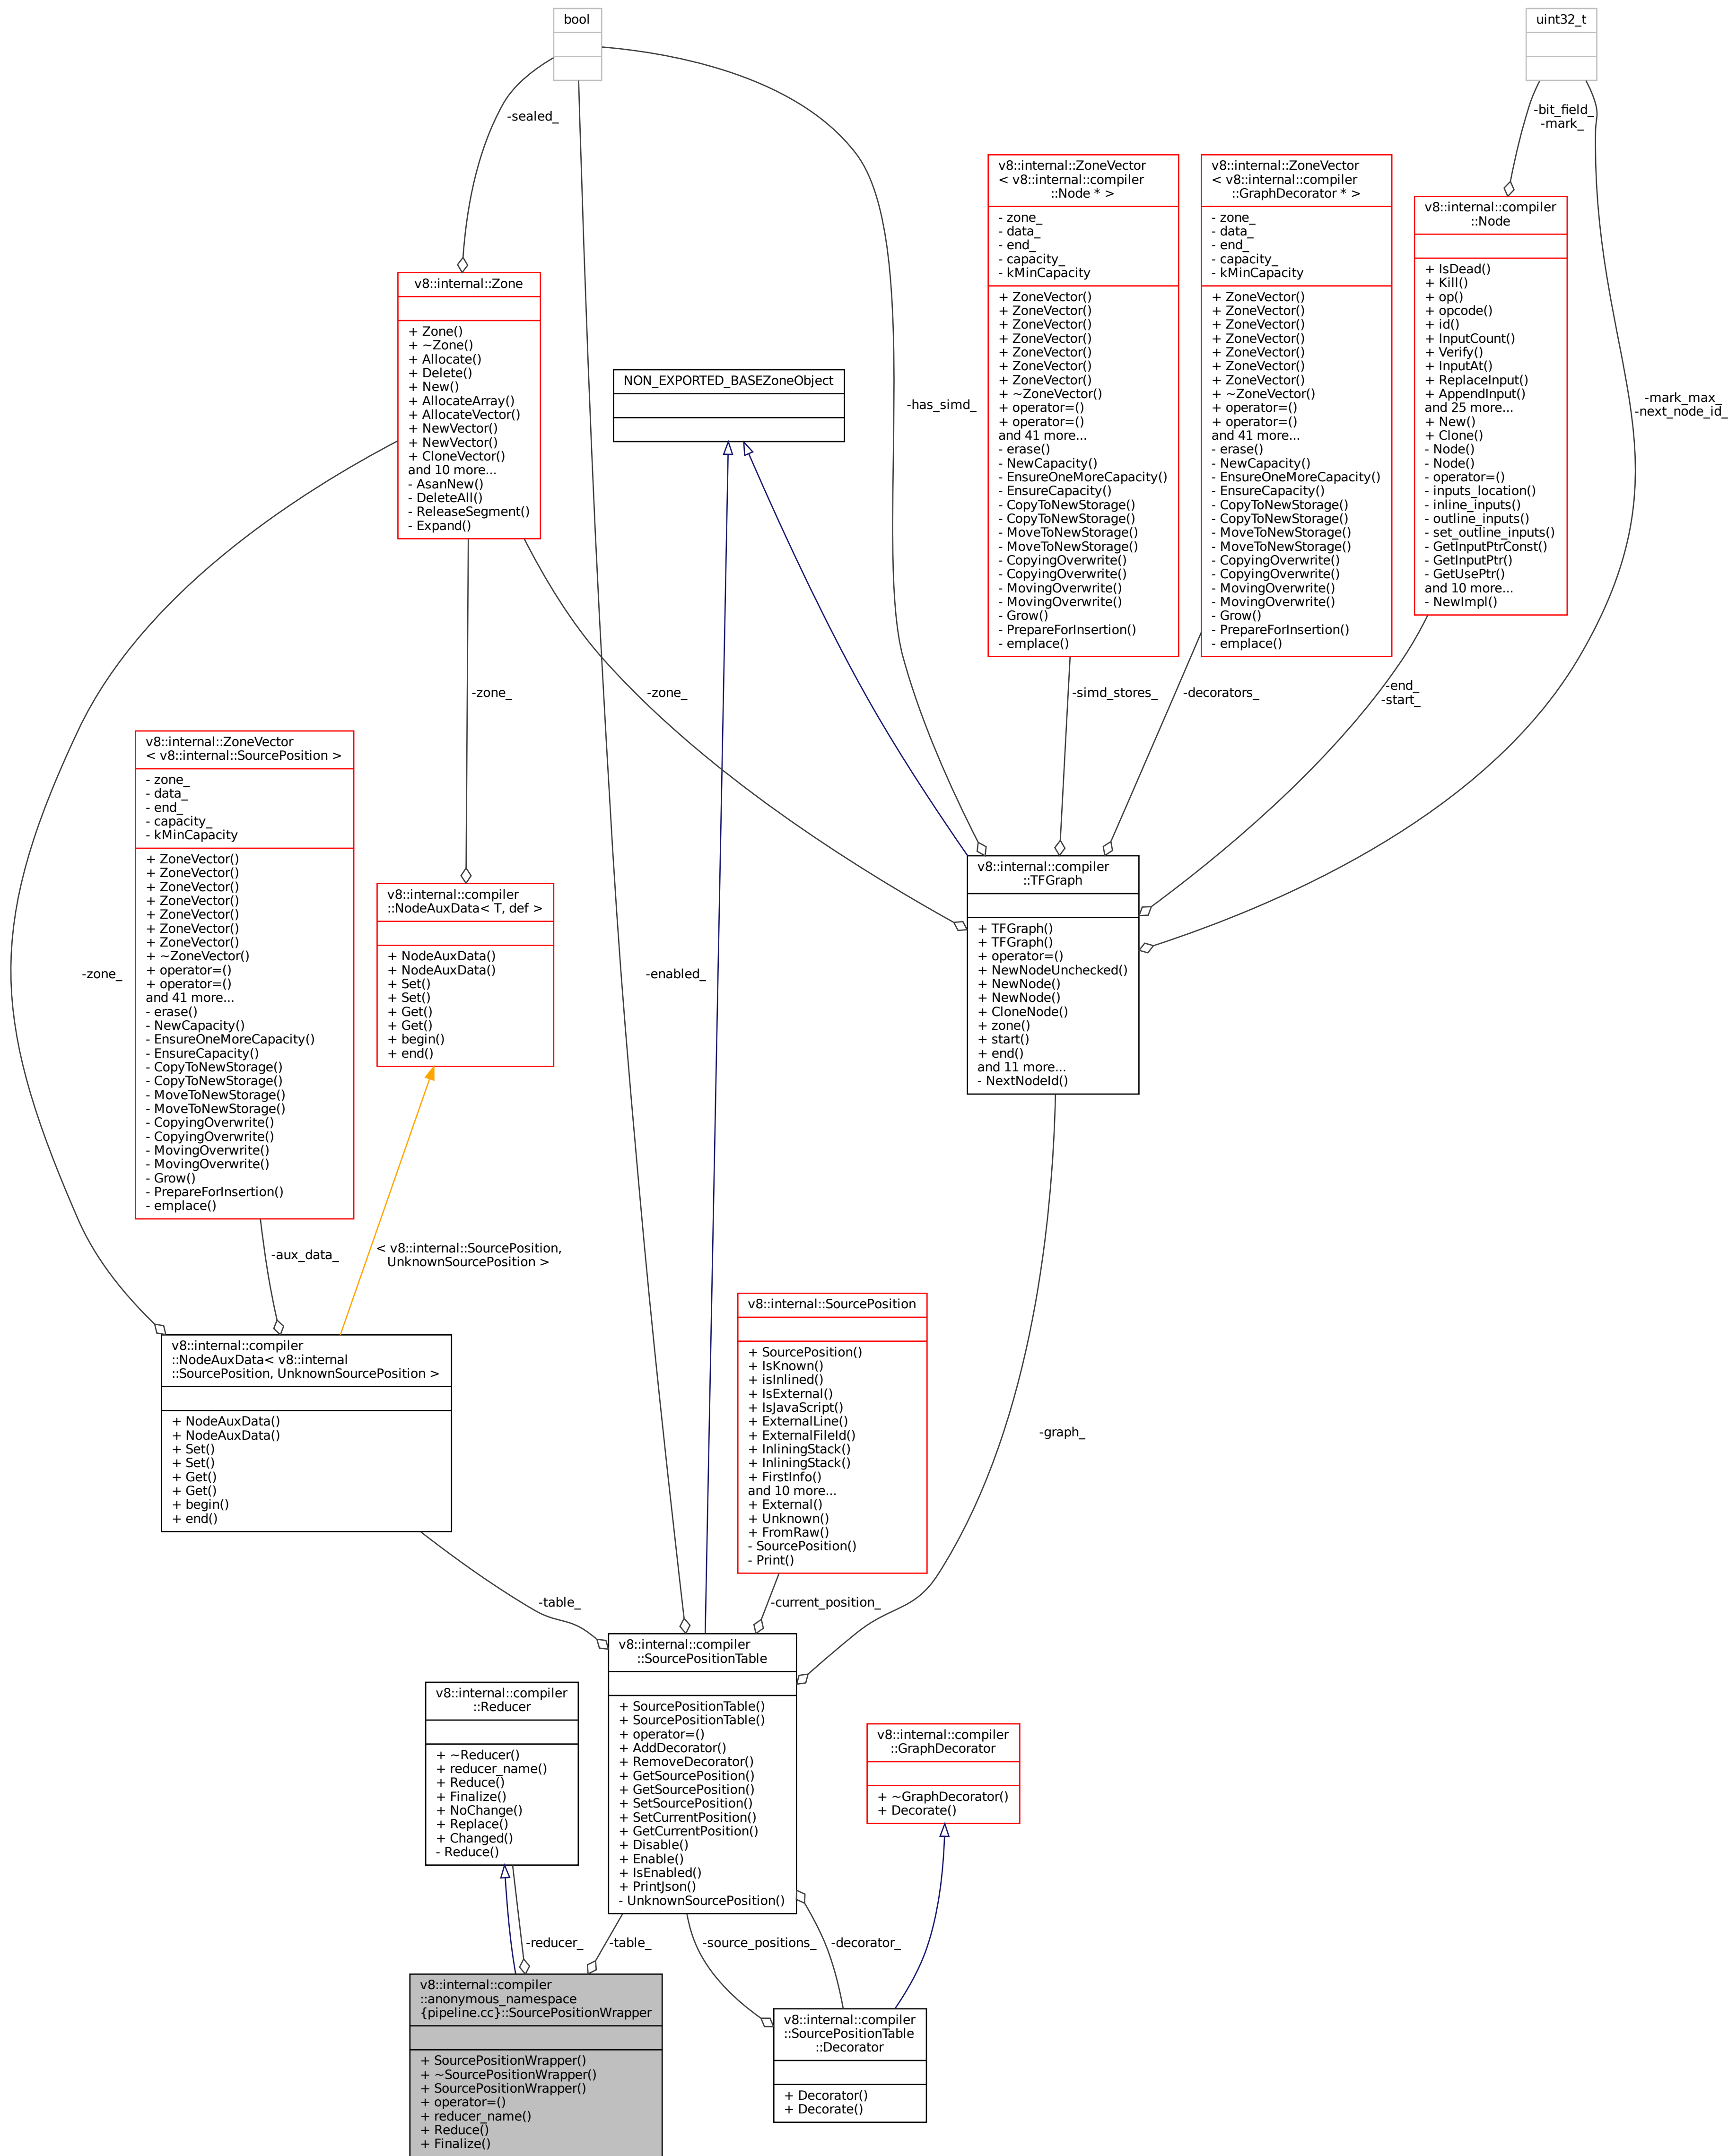 bool
uint32_t
-sealed_
-bit_field_
-mark_
v8::internal::ZoneVector
< v8::internal::compiler
::Node * >
- zone_
- data_
- end_
- capacity_
- kMinCapacity
+ ZoneVector()
+ ZoneVector()
+ ZoneVector()
+ ZoneVector()
+ ZoneVector()
+ ZoneVector()
+ ZoneVector()
+ ~ZoneVector()
+ operator=()
+ operator=()
and 41 more...
- erase()
- NewCapacity()
- EnsureOneMoreCapacity()
- EnsureCapacity()
- CopyToNewStorage()
- CopyToNewStorage()
- MoveToNewStorage()
- MoveToNewStorage()
- CopyingOverwrite()
- CopyingOverwrite()
- MovingOverwrite()
- MovingOverwrite()
- Grow()
- PrepareForInsertion()
- emplace()
v8::internal::ZoneVector
< v8::internal::compiler
::GraphDecorator * >
- zone_
- data_
- end_
- capacity_
- kMinCapacity
+ ZoneVector()
+ ZoneVector()
+ ZoneVector()
+ ZoneVector()
+ ZoneVector()
+ ZoneVector()
+ ZoneVector()
+ ~ZoneVector()
+ operator=()
+ operator=()
and 41 more...
- erase()
- NewCapacity()
- EnsureOneMoreCapacity()
- EnsureCapacity()
- CopyToNewStorage()
- CopyToNewStorage()
- MoveToNewStorage()
- MoveToNewStorage()
- CopyingOverwrite()
- CopyingOverwrite()
- MovingOverwrite()
- MovingOverwrite()
- Grow()
- PrepareForInsertion()
- emplace()
v8::internal::compiler
::Node
+ IsDead()
+ Kill()
+ op()
+ opcode()
+ id()
+ InputCount()
+ Verify()
+ InputAt()
+ ReplaceInput()
+ AppendInput()
and 25 more...
+ New()
+ Clone()
- Node()
- Node()
- operator=()
- inputs_location()
- inline_inputs()
- outline_inputs()
- set_outline_inputs()
- GetInputPtrConst()
- GetInputPtr()
- GetUsePtr()
and 10 more...
- NewImpl()
v8::internal::Zone
+ Zone()
+ ~Zone()
+ Allocate()
+ Delete()
+ New()
+ AllocateArray()
+ AllocateVector()
+ NewVector()
+ NewVector()
+ CloneVector()
and 10 more...
- AsanNew()
- DeleteAll()
- ReleaseSegment()
- Expand()
NON_EXPORTED_BASEZoneObject
-has_simd_
-mark_max_
-next_node_id_
-zone_
-zone_
-simd_stores_
-decorators_
-end_
-start_
v8::internal::ZoneVector
< v8::internal::SourcePosition >
- zone_
- data_
- end_
- capacity_
- kMinCapacity
+ ZoneVector()
+ ZoneVector()
+ ZoneVector()
+ ZoneVector()
+ ZoneVector()
+ ZoneVector()
+ ZoneVector()
+ ~ZoneVector()
+ operator=()
+ operator=()
and 41 more...
- erase()
- NewCapacity()
- EnsureOneMoreCapacity()
- EnsureCapacity()
- CopyToNewStorage()
- CopyToNewStorage()
- MoveToNewStorage()
- MoveToNewStorage()
- CopyingOverwrite()
- CopyingOverwrite()
- MovingOverwrite()
- MovingOverwrite()
- Grow()
- PrepareForInsertion()
- emplace()
v8::internal::compiler
::NodeAuxData< T, def >
+ NodeAuxData()
+ NodeAuxData()
+ Set()
+ Set()
+ Get()
+ Get()
+ begin()
+ end()
v8::internal::compiler
::TFGraph
+ TFGraph()
+ TFGraph()
+ operator=()
+ NewNodeUnchecked()
+ NewNode()
+ NewNode()
+ CloneNode()
+ zone()
+ start()
+ end()
and 11 more...
- NextNodeId()
-zone_
-enabled_
-aux_data_
< v8::internal::SourcePosition,
UnknownSourcePosition >
v8::internal::compiler
::NodeAuxData< v8::internal
::SourcePosition, UnknownSourcePosition >
+ NodeAuxData()
+ NodeAuxData()
+ Set()
+ Set()
+ Get()
+ Get()
+ begin()
+ end()
v8::internal::SourcePosition
+ SourcePosition()
+ IsKnown()
+ isInlined()
+ IsExternal()
+ IsJavaScript()
+ ExternalLine()
+ ExternalFileId()
+ InliningStack()
+ InliningStack()
+ FirstInfo()
and 10 more...
+ External()
+ Unknown()
+ FromRaw()
- SourcePosition()
- Print()
-graph_
-table_
-current_position_
v8::internal::compiler
::SourcePositionTable
+ SourcePositionTable()
+ SourcePositionTable()
+ operator=()
+ AddDecorator()
+ RemoveDecorator()
+ GetSourcePosition()
+ GetSourcePosition()
+ SetSourcePosition()
+ SetCurrentPosition()
+ GetCurrentPosition()
+ Disable()
+ Enable()
+ IsEnabled()
+ PrintJson()
- UnknownSourcePosition()
v8::internal::compiler
::Reducer
+ ~Reducer()
+ reducer_name()
+ Reduce()
+ Finalize()
+ NoChange()
+ Replace()
+ Changed()
- Reduce()
v8::internal::compiler
::GraphDecorator
+ ~GraphDecorator()
+ Decorate()
-reducer_
-table_
-source_positions_
-decorator_
v8::internal::compiler
::anonymous_namespace
{pipeline.cc}::SourcePositionWrapper
+ SourcePositionWrapper()
+ ~SourcePositionWrapper()
+ SourcePositionWrapper()
+ operator=()
+ reducer_name()
+ Reduce()
+ Finalize()
v8::internal::compiler
::SourcePositionTable
::Decorator
+ Decorator()
+ Decorate()